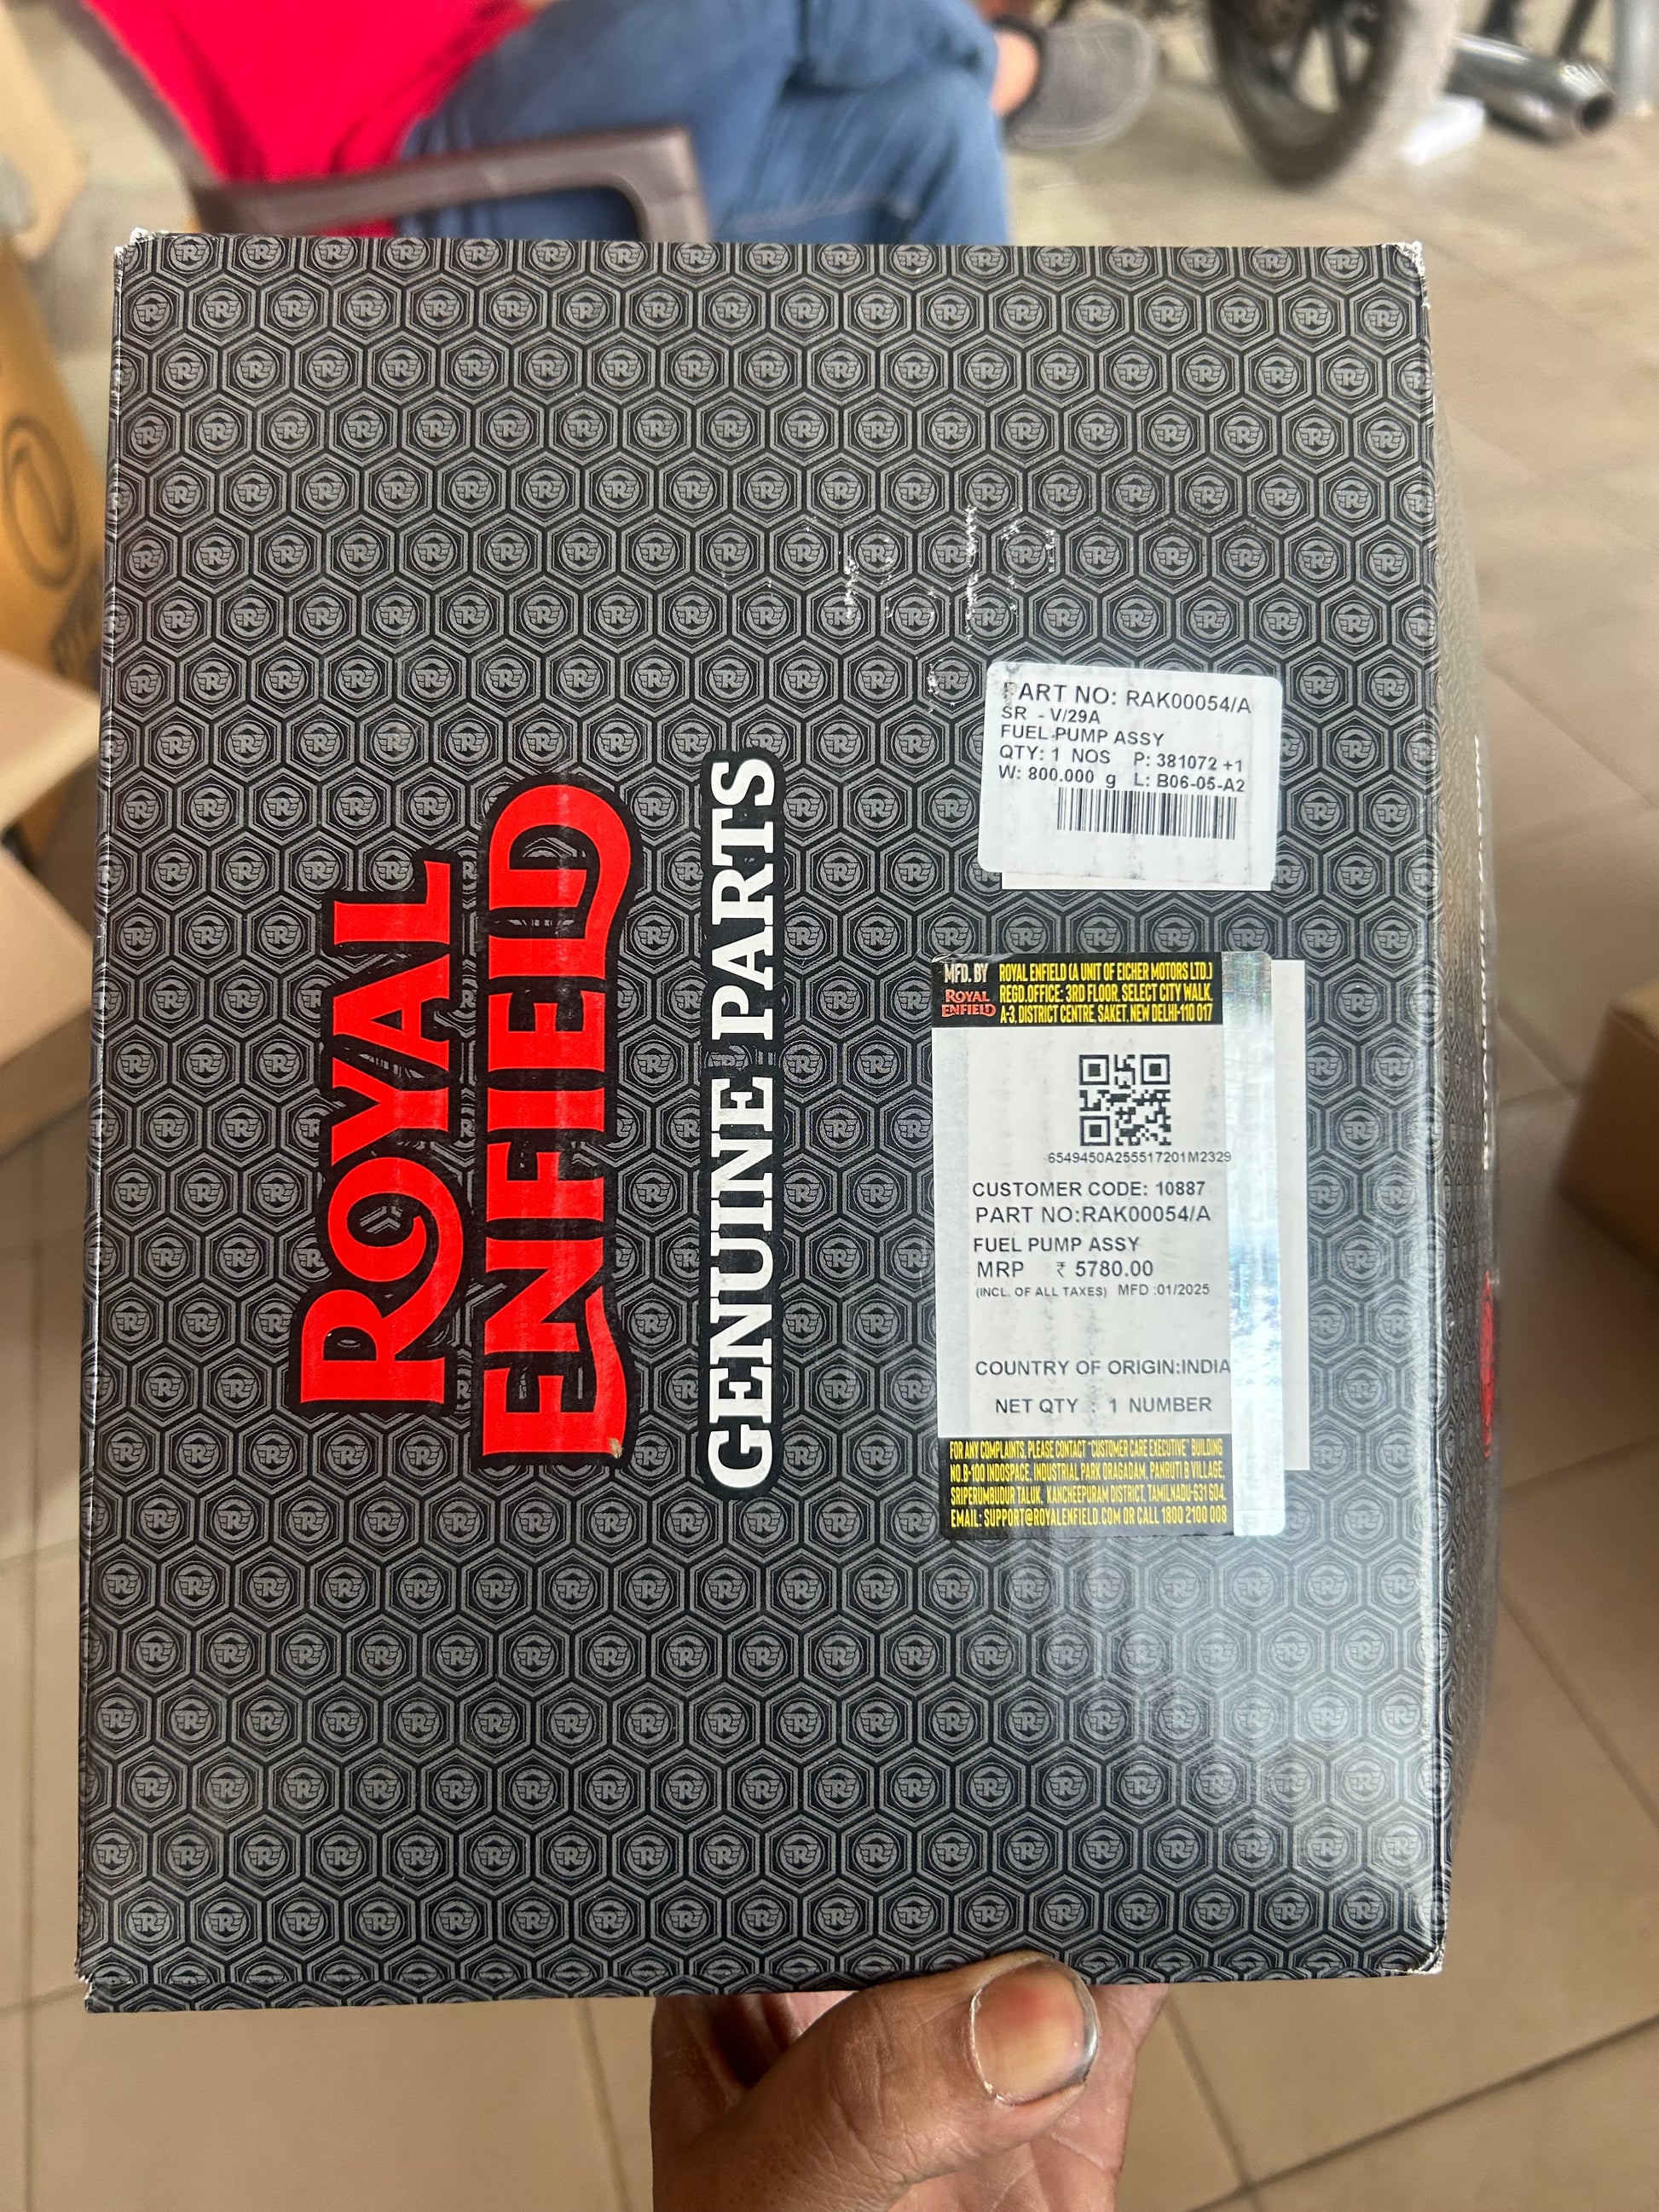 ROYAL
ENFIELD
GENUINE PARTS
PART NO: RAK00054/A
SR - V/29A
FUEL PUMP ASSY
QTY: 1 NOS P: 381072 +1
W: 800.000 g L: B06-05-A2
MFD. BY
ROYAL ENFIELD
ROYAL ENFIELD (A UNIT OF EICHER MOTORS LTD.)
REGD.OFFICE: 3RD FLOOR, SELECT CITY WALK,
A-3, DISTRICT CENTRE, SAKET, NEW DELHI-110 017
6549450A255517201M2329
CUSTOMER CODE: 10887
PART NO:RAK00054/A
FUEL PUMP ASSY
MRP ₹ 5780.00
(INCL. OF ALL TAXES) MFD :01/2025
COUNTRY OF ORIGIN:INDIA
NET QTY : 1 NUMBER
FOR ANY COMPLAINTS, PLEASE CONTACT "CUSTOMER CARE EXECUTIVE" BUILDING
NO.B-100 INDOSPACE, INDUSTRIAL PARK ORAGADAM, PANRUTI B VILLAGE,
SRIPERUMBUDUR TALUK, KANCHEEPURAM DISTRICT, TAMILNADU-631 604.
EMAIL: SUPPORT@ROYALENFIELD.COM OR CALL 1800 2100 008